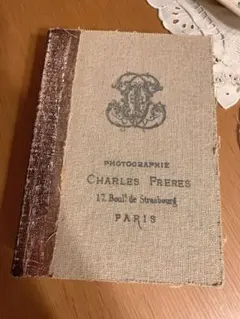 PHOTOGRAPHIE
CHARLES FRERES
17. Boul.d de Strasbourg
PARIS